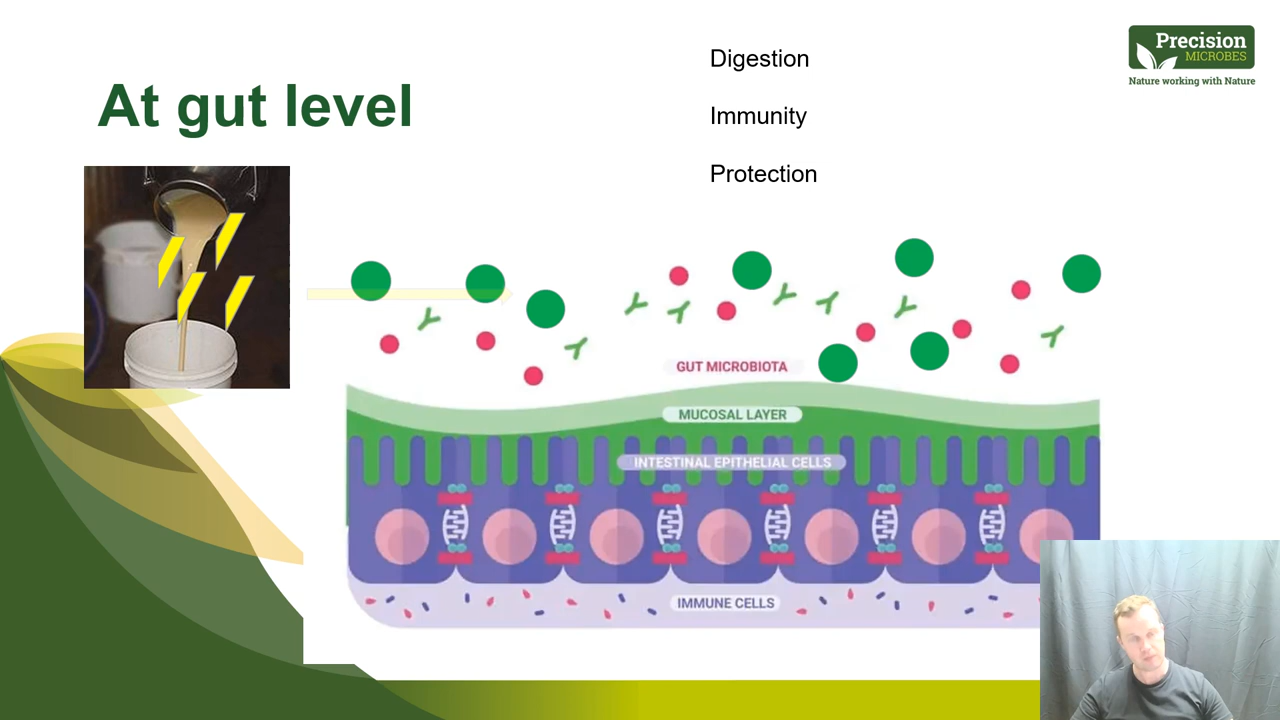 Digestion
Precision
MICROBES
Nature working with Nature
At gut level
Immunity
Protection
GUT MICROBIOTA
MUCOSAL LAYER
INTESTINAL EPITHELIAL CELLS
IMMUNE CELLS